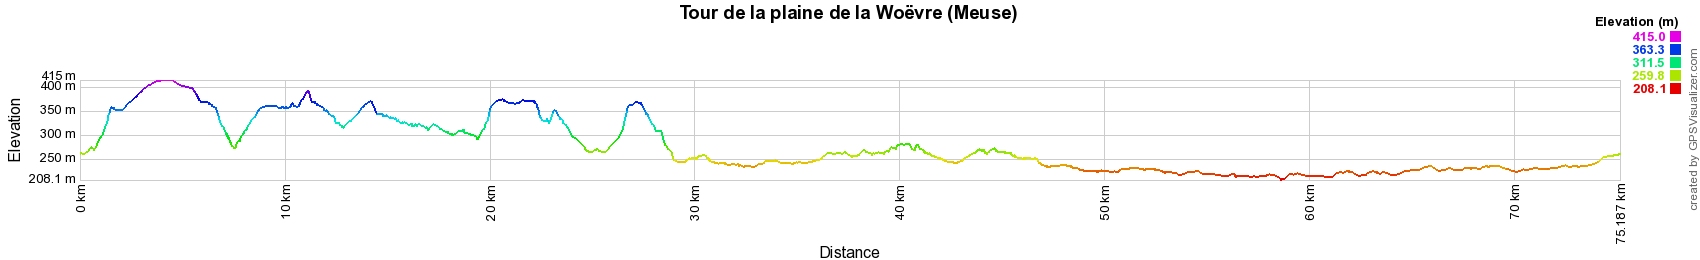 Tour de la plaine de la Woëvre (Meuse)
Elevation (m)
415.0
363.3
311.5
259.8
208.1
415 m
400 m
350 m
300 m
250 m
208.1 m
Elevation
0 km
10 km
20 km
30 km
40 km
50 km
60 km
70 km
75.187 km
Distance
created by GPSVisualizer.com